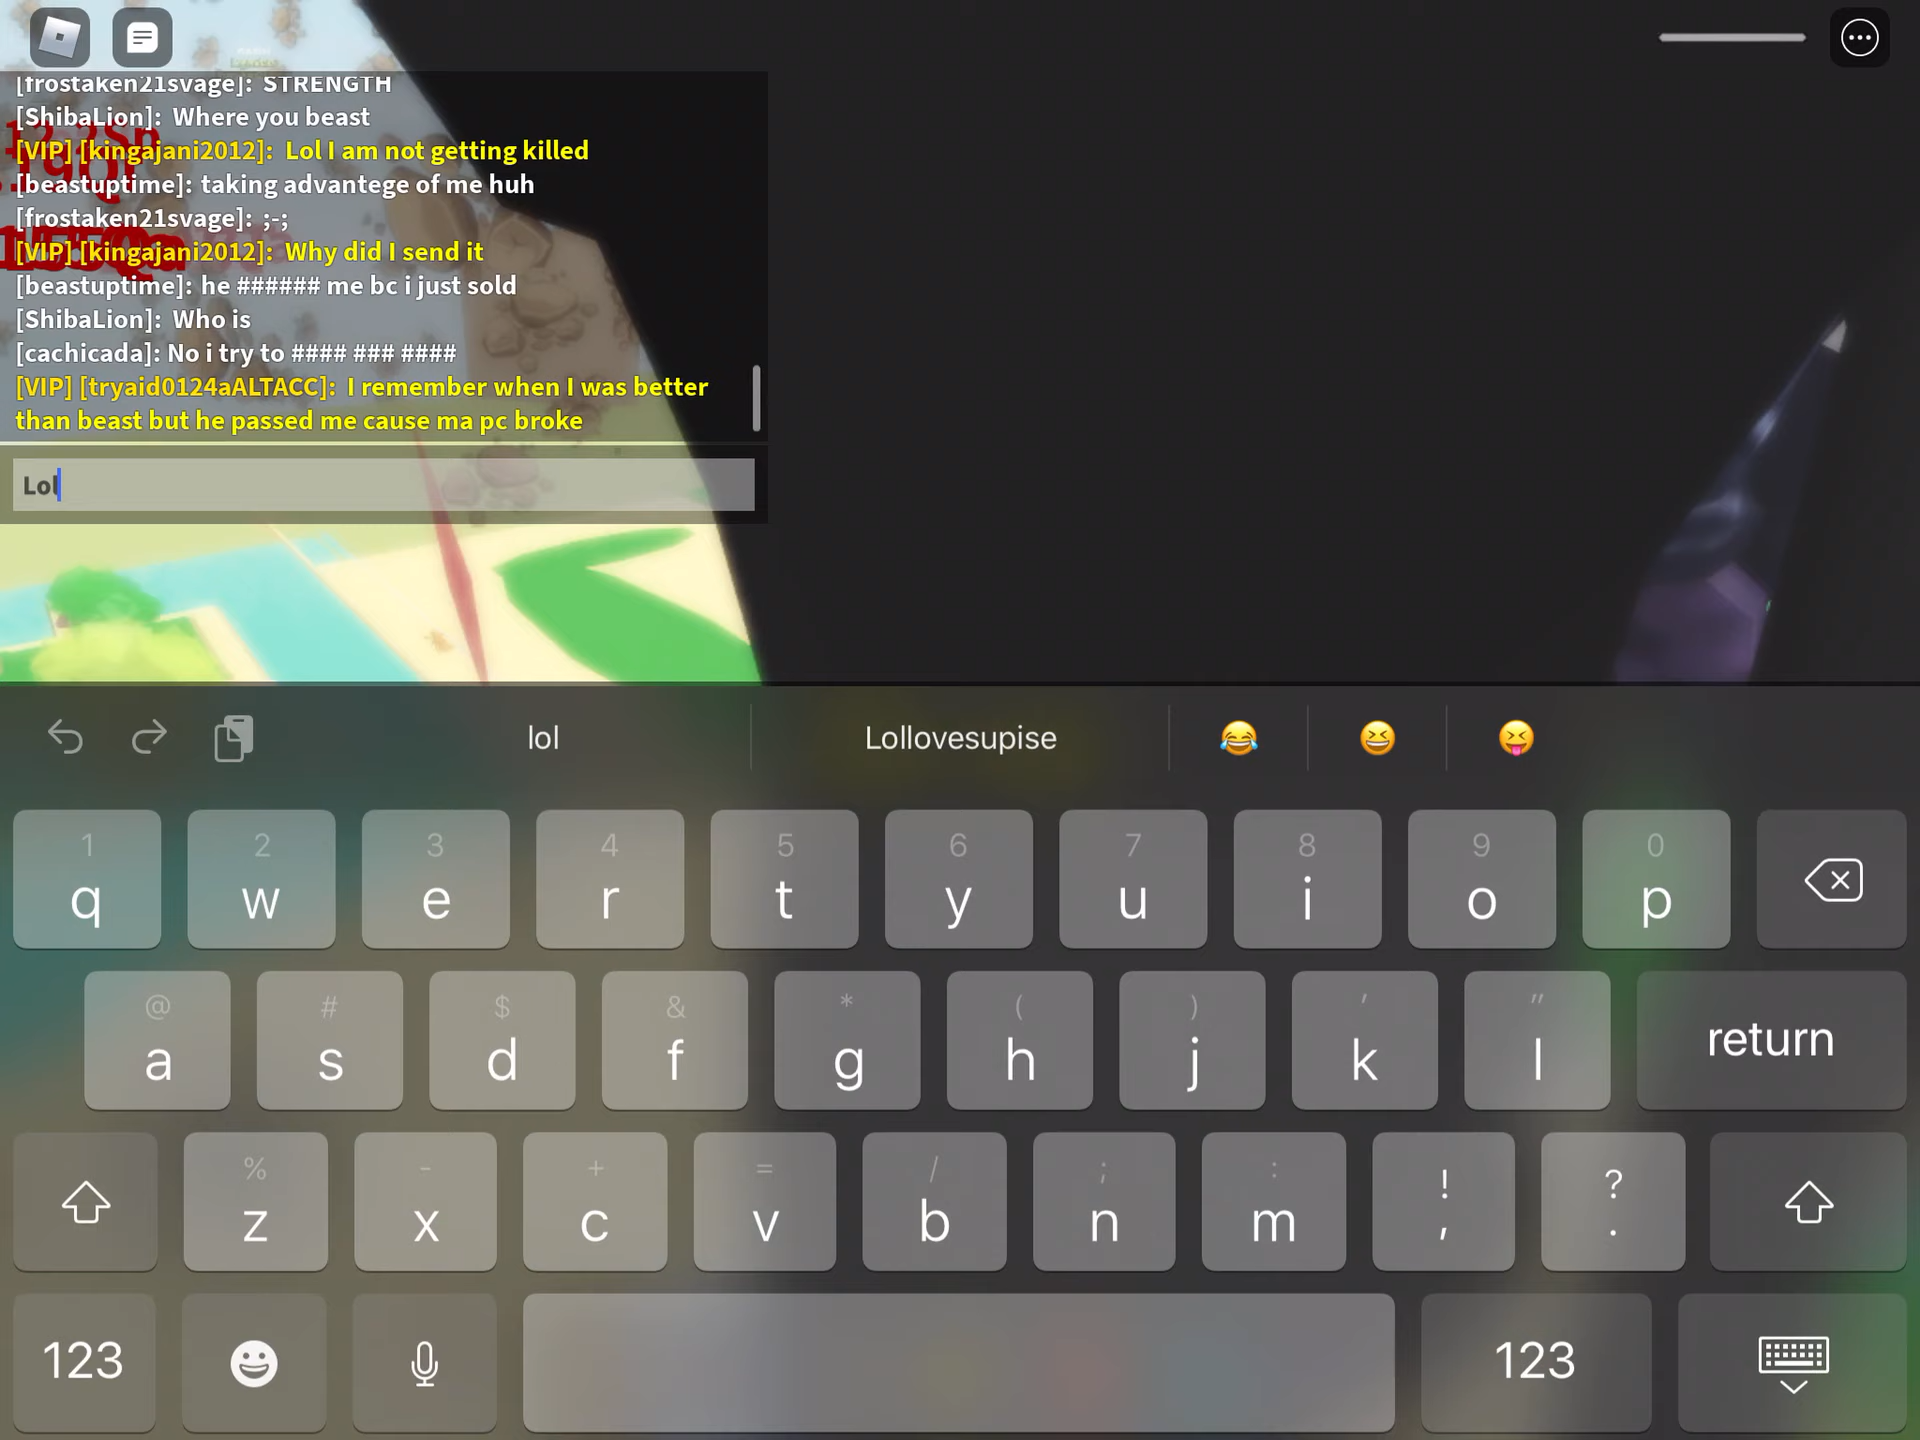 [frostaken21svage]: STRENGTH
[ShibaLion]: Where you beast
[VIP] [kingajani2012]: Lol I am not getting killed
[beastuptime]: taking advantege of me huh
[frostaken21svage]: ;-;
[VIP] [kingajani2012]: Why did I send it
[beastuptime]: he ###### me bc i just sold
[ShibaLion]: Who is
[cachicada]: No i try to #### ### ####
[VIP] [tryaid0124aALTACC]: I remember when I was better
than beast but he passed me cause ma pc broke
Lol
lol Lollovesupise 😂 😆 😝
1 2 3 4 5 6 7 8 9 0
q w e r t y u i o p
@ # $ & * ( ) ' "
a s d f g h j k l return
% - + = / ; : ! ?
z x c v b n m , .
123 123